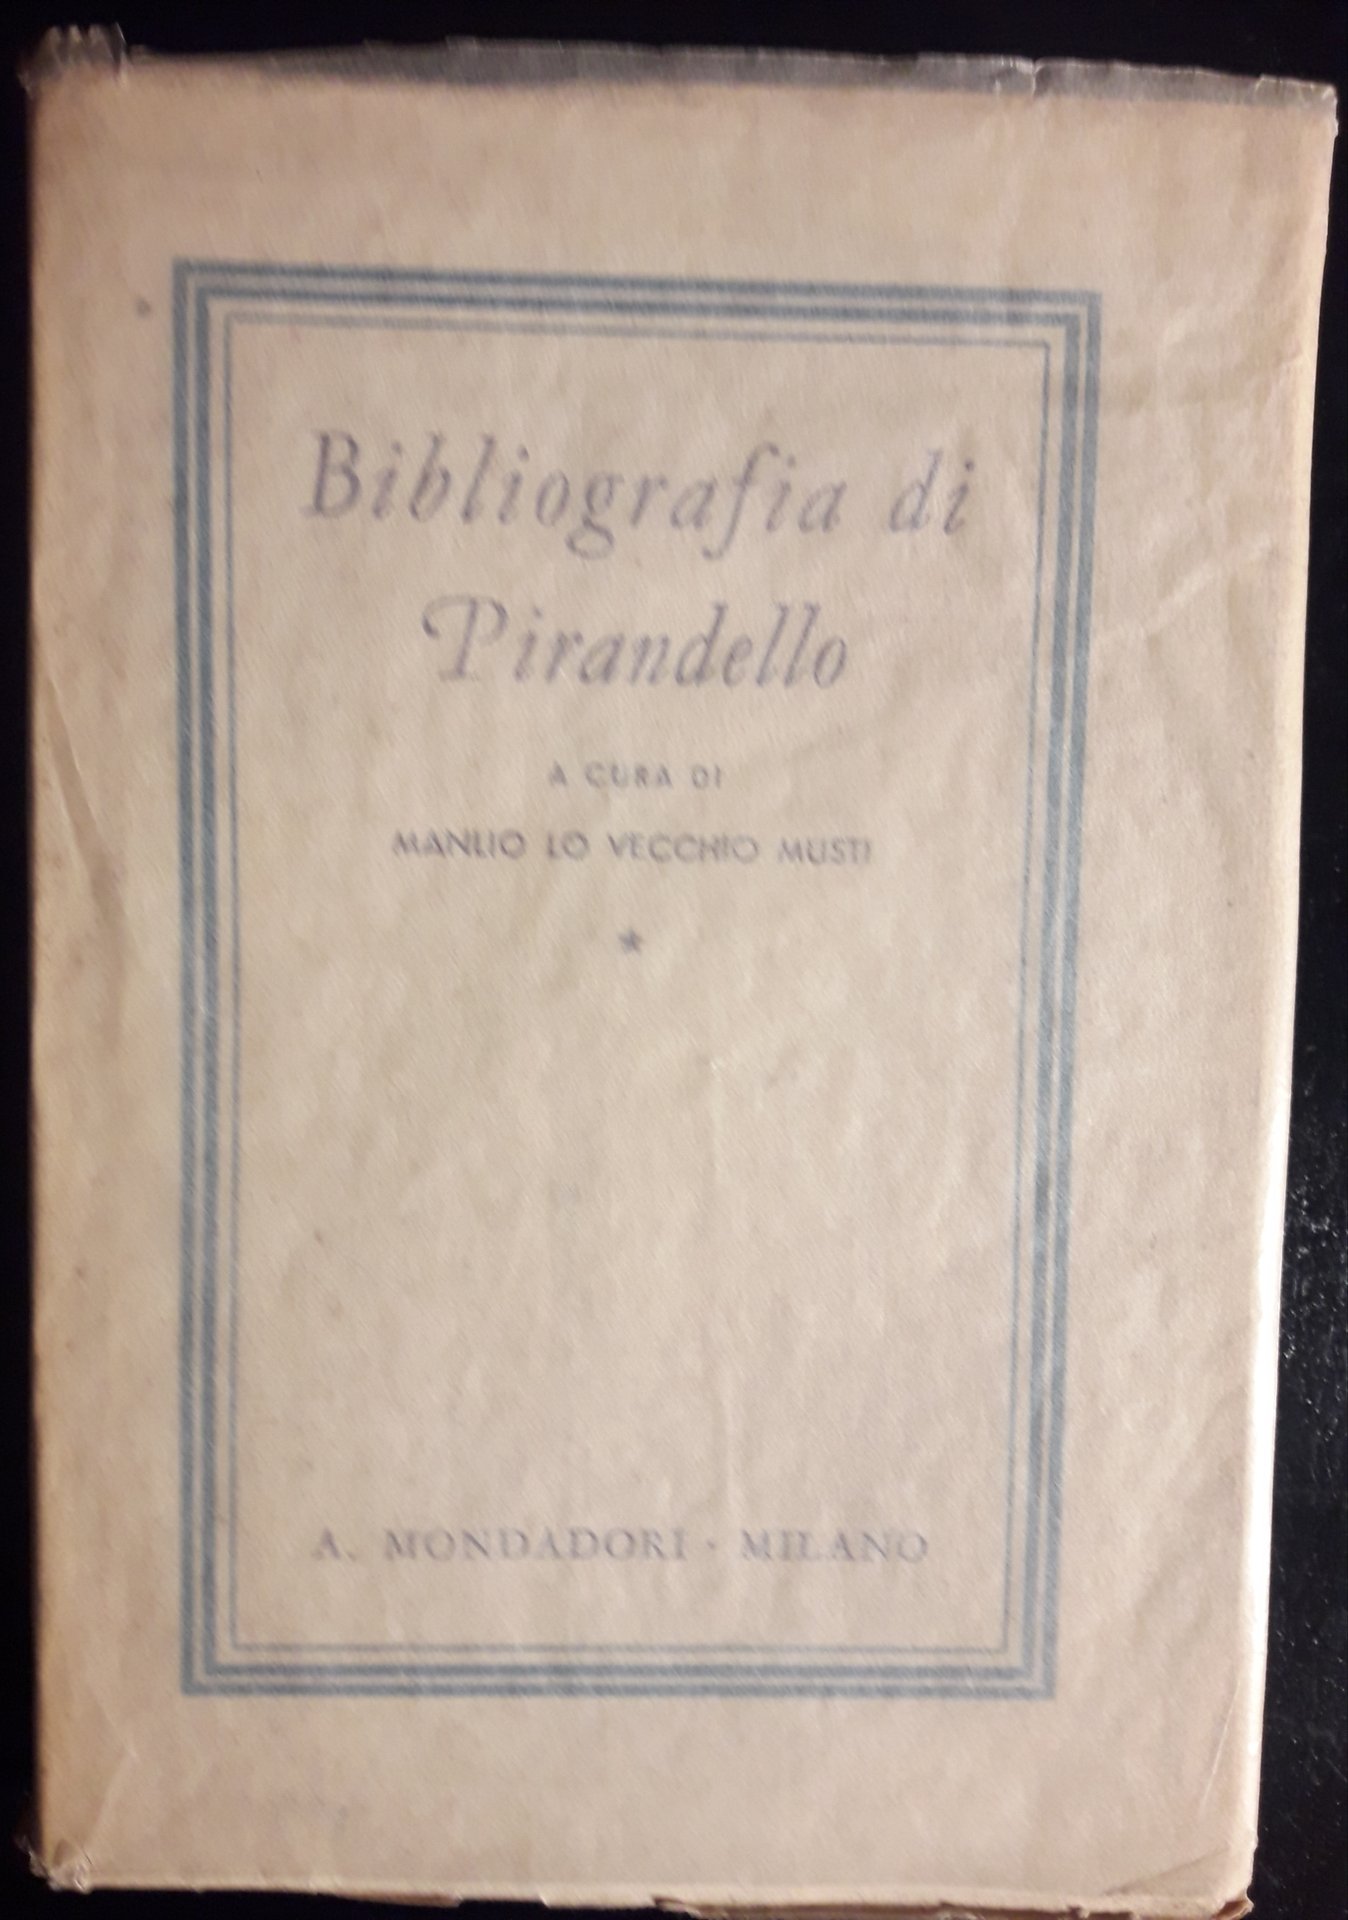 Bibliografia di
Pirandello
A CURA DI
MANLIO LO VECCHIO MUSTI
*
A. MONDADORI · MILANO